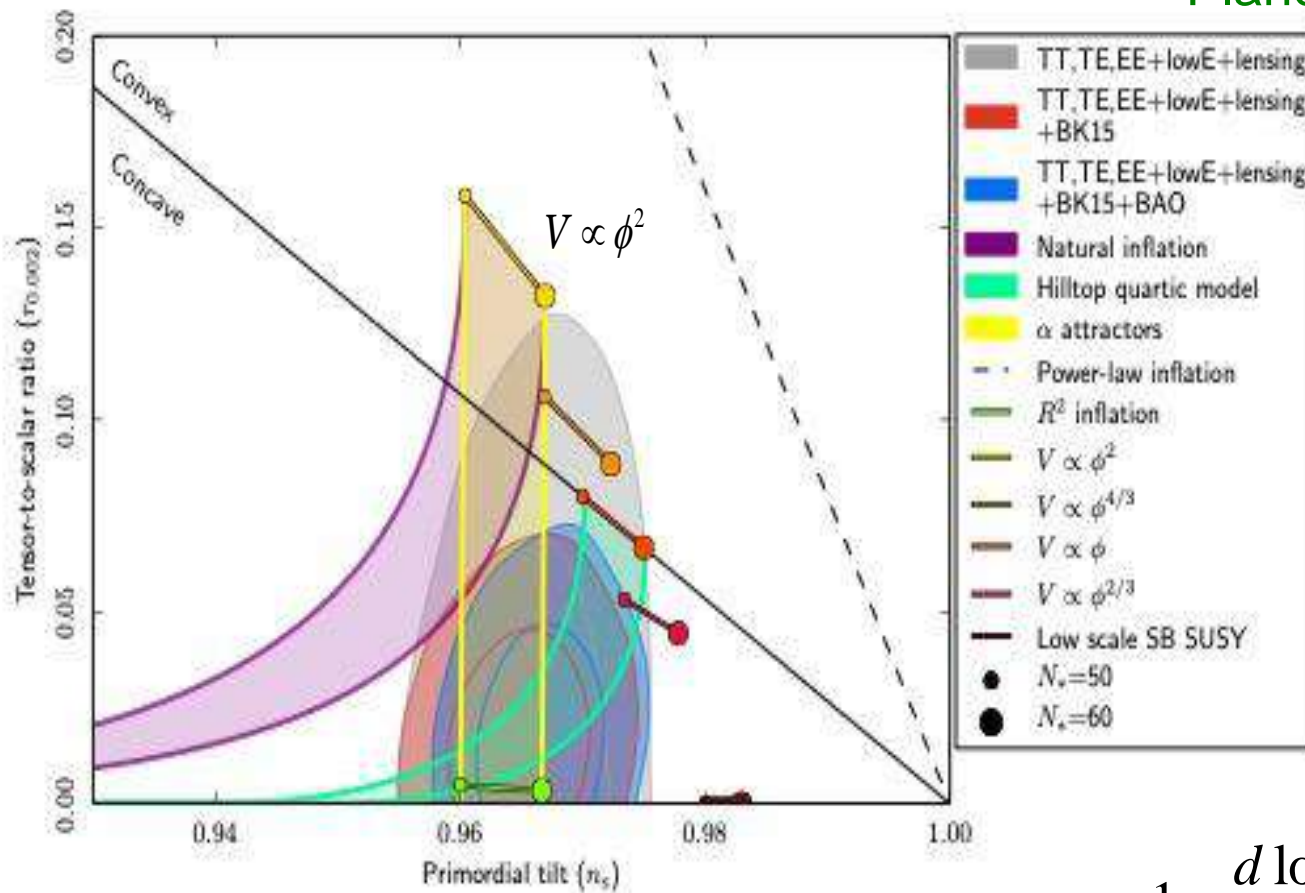 Plan
0.20
0.15
0.10
0.05
0.00
Tensor-to-scalar ratio (r₀.₀₀₂)
Convex
Concave
V ∝ ϕ²
0.94
0.96
0.98
1.00
Primordial tilt (nₛ)
TT,TE,EE+lowE+lensing
TT,TE,EE+lowE+lensing
+BK15
TT,TE,EE+lowE+lensing
+BK15+BAO
Natural inflation
Hilltop quartic model
α attractors
Power-law inflation
R² inflation
V ∝ ϕ²
V ∝ ϕ⁴/³
V ∝ ϕ
V ∝ ϕ²/³
Low scale SB SUSY
N*=50
N*=60
1 d lo